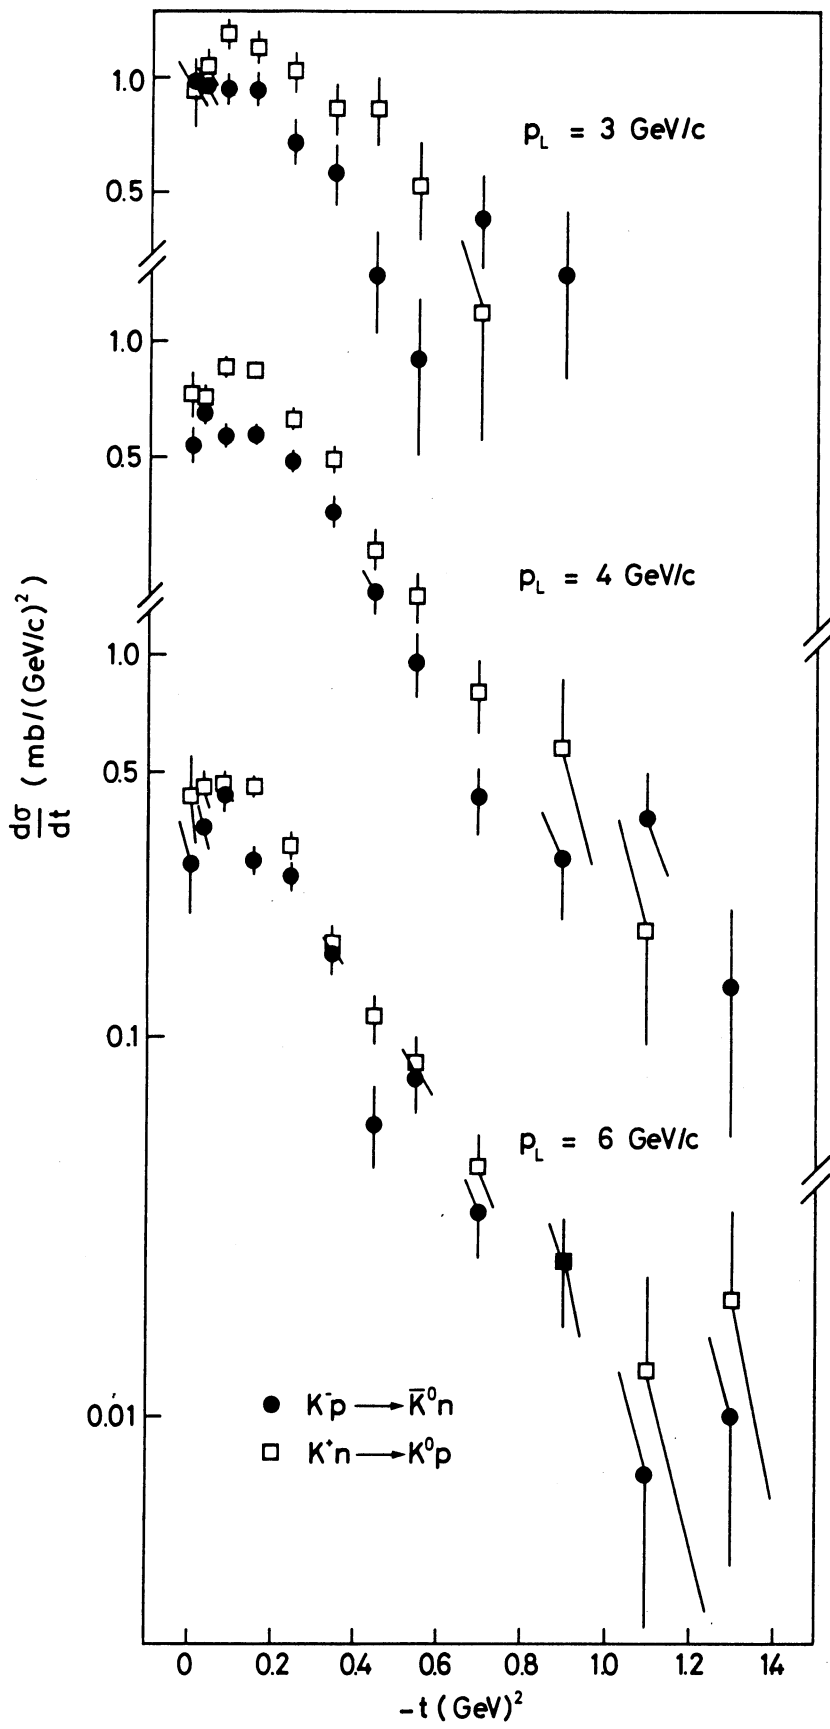 1.0
p_L = 3 GeV/c
0.5
1.0
0.5
p_L = 4 GeV/c
1.0
0.5
dσ/dt (mb/(GeV/c)²)
0.1
p_L = 6 GeV/c
K⁻p → K̅⁰n
0.01
K⁺n → K⁰p
0 0.2 0.4 0.6 0.8 1.0 1.2 1.4
-t (GeV)²